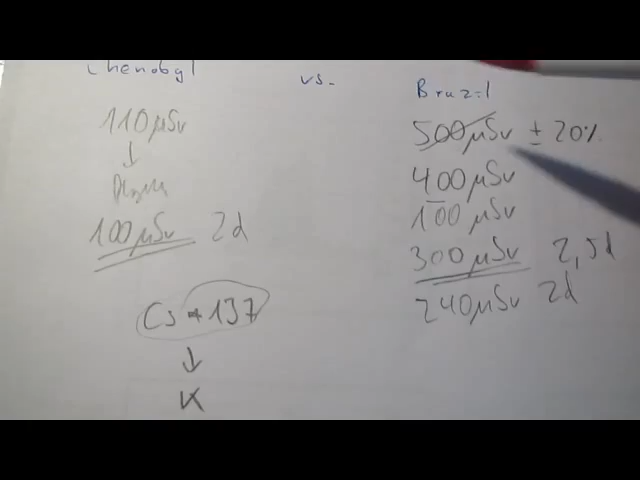 Chenobyl vs. Brazil
110µSv
500µSv ± 20%
↓
400µSv
100µSv
100µSv 2d
300µSv 2,5d
Cs-137
240µSv 2d
↓
K